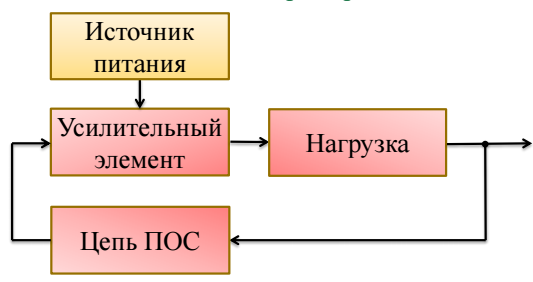 Источник
питания
Усилительный
элемент
Нагрузка
Цепь ПОС